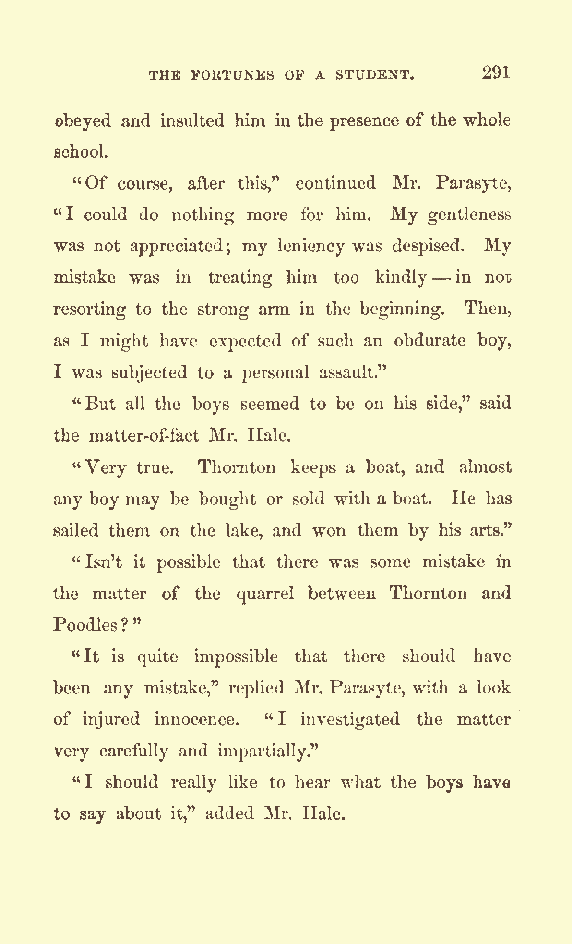 THE FORTUNES OF A STUDENT. 291
obeyed and insulted him in the presence of the whole
school.
"Of course, after this," continued Mr. Parasyte,
"I could do nothing more for him. My gentleness
was not appreciated; my leniency was despised. My
mistake was in treating him too kindly — in not
resorting to the strong arm in the beginning. Then,
as I might have expected of such an obdurate boy,
I was subjected to a personal assault."
"But all the boys seemed to be on his side," said
the matter-of-fact Mr. Hale.
"Very true. Thornton keeps a boat, and almost
any boy may be bought or sold with a boat. He has
sailed them on the lake, and won them by his arts."
"Isn't it possible that there was some mistake in
the matter of the quarrel between Thornton and
Poodles?"
"It is quite impossible that there should have
been any mistake," replied Mr. Parasyte, with a look
of injured innocence. "I investigated the matter
very carefully and impartially."
"I should really like to hear what the boys have
to say about it," added Mr. Hale.